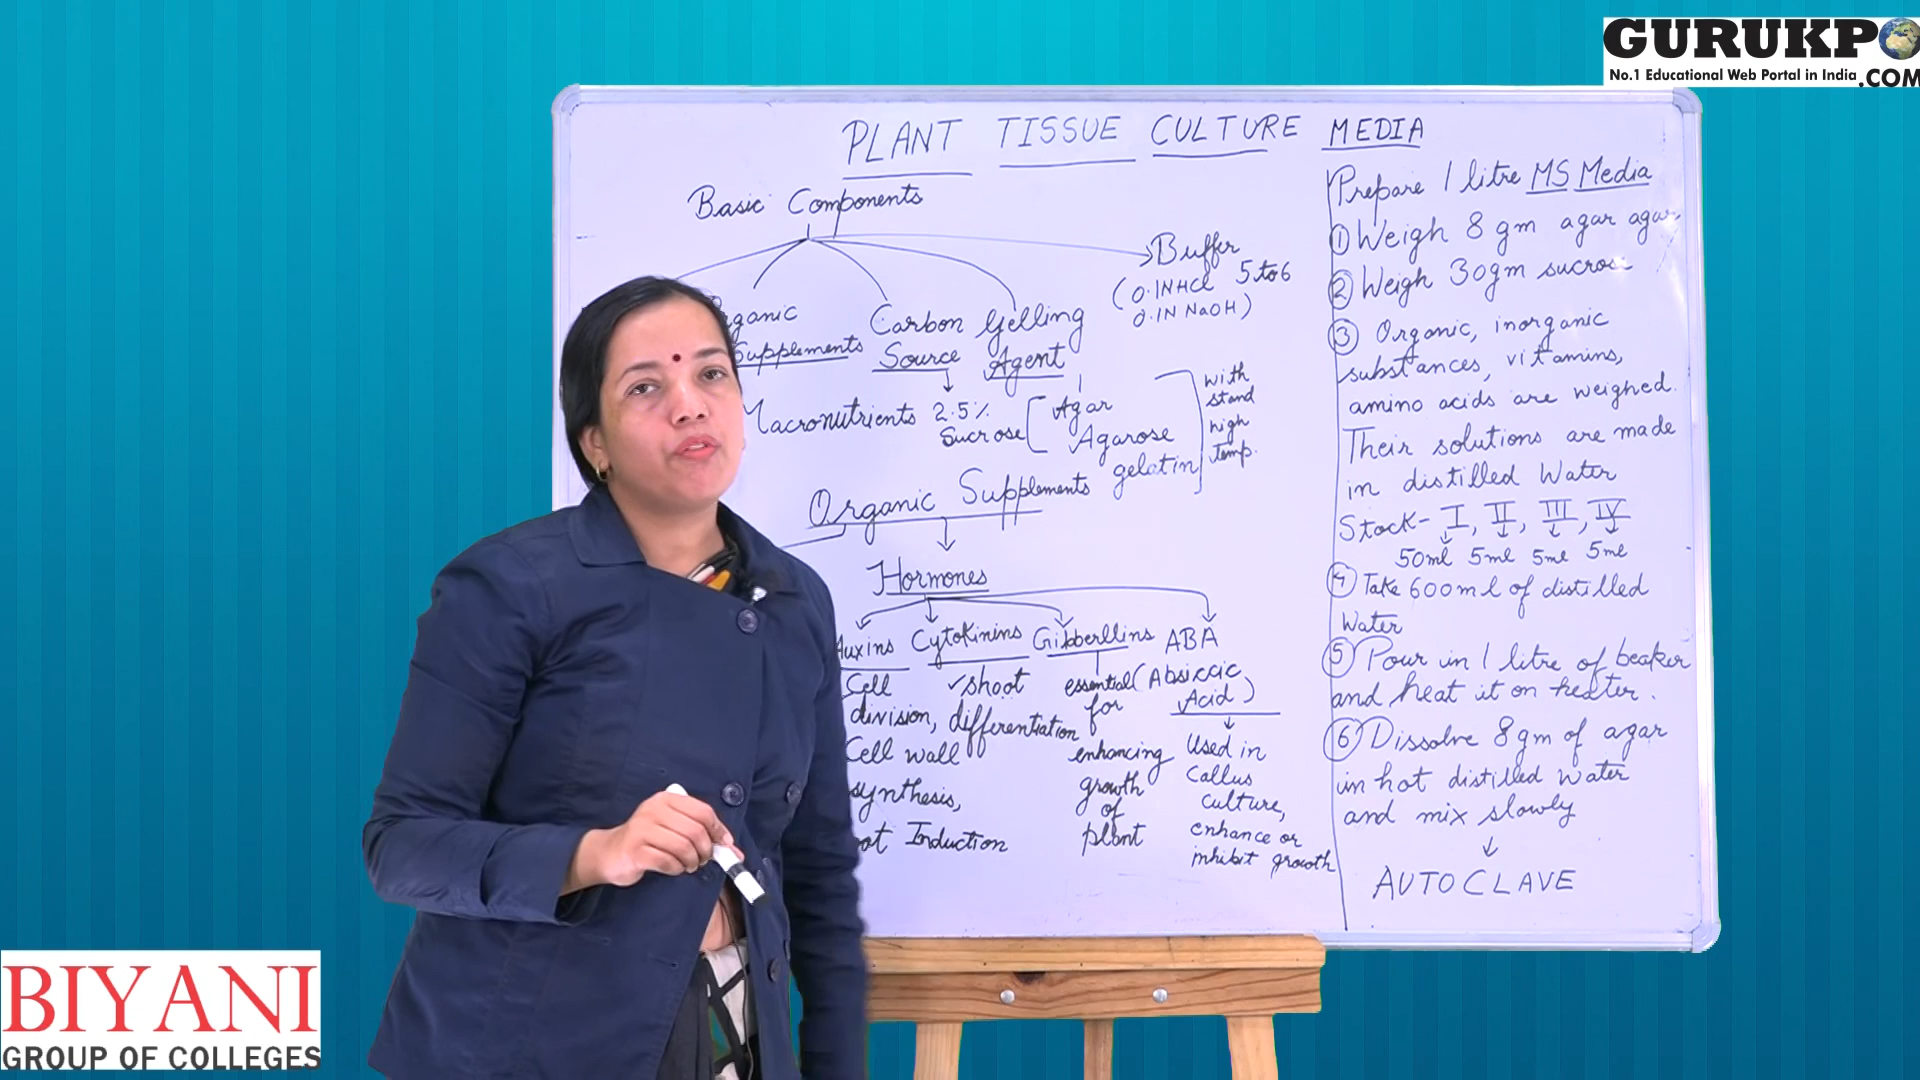 GURUKPO
No.1 Educational Web Portal in India .COM
PLANT TISSUE CULTURE MEDIA
Basic Components
Buffer
(0.1N HCl 5 to 6
0.1N NaOH)
rganic
Supplements
Carbon
Source
Gelling
Agent
Macronutrients
2.5%
Sucrose
Agar
Agarose
gelatin
with
stand
high
temp.
Organic Supplements
Hormones
Auxins
Cell
division, differentiation
Cell wall
synthesis,
oot Induction
Cytokinins
✓shoot
Gibberllins
essential
for
enhancing
growth
of
plant
ABA
(Absiccic
Acid)
Used in
Callus
culture,
enhance or
inhibit growth
Prepare 1 litre MS Media
① Weigh 8 gm agar agar
② Weigh 30gm sucrose
③ Organic, inorganic
substances, vitamins,
amino acids are weighed.
Their solutions are made
in distilled Water
Stock- I, II, III, IV
50ml 5ml 5ml 5ml
④ Take 600ml of distilled
Water
⑤ Pour in 1 litre of beaker
and heat it on heater.
⑥ Dissolve 8gm of agar
in hot distilled water
and mix slowly
AUTOCLAVE
BIYANI
GROUP OF COLLEGES